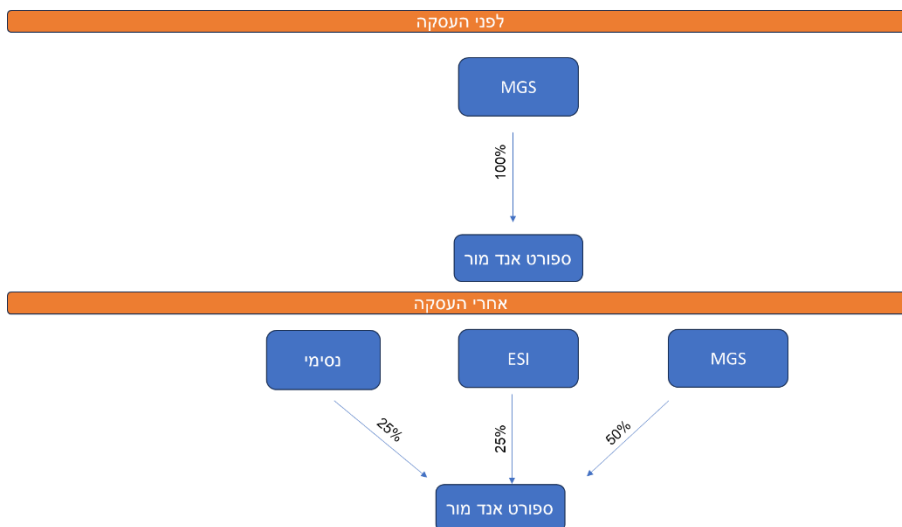 לפני העסקה
MGS
100%
ספורט אנד מור
אחרי העסקה
MGS
ESI
נסימי
50%
25%
25%
ספורט אנד מור